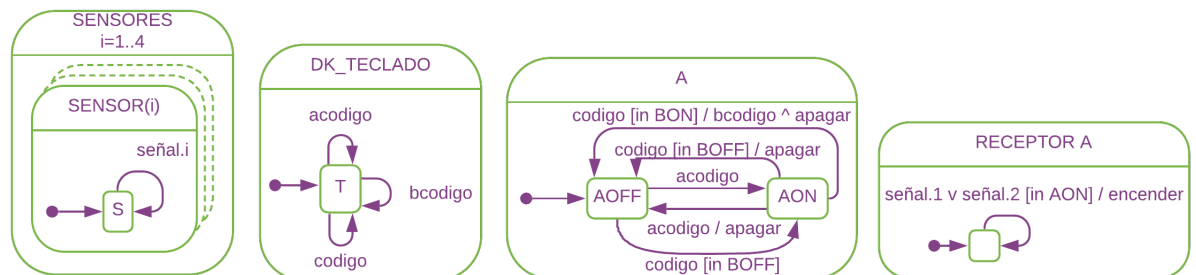 SENSORES
i=1..4
SENSOR(i)
señal.i
S
DK_TECLADO
acodigo
T
bcodigo
codigo
A
codigo [in BON] / bcodigo ^ apagar
codigo [in BOFF] / apagar
acodigo
AOFF
AON
acodigo / apagar
codigo [in BOFF]
RECEPTOR A
señal.1 v señal.2 [in AON] / encender